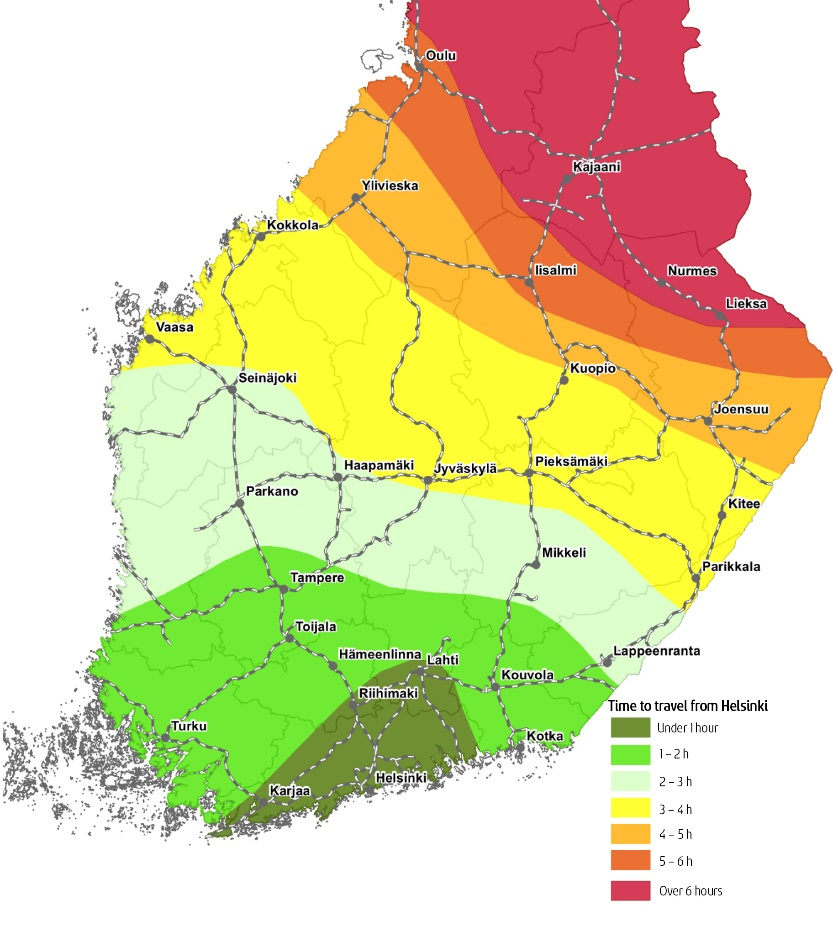 Oulu
Kajaani
Ylivieska
Kokkola
Iisalmi
Nurmes
Lieksa
Vaasa
Kuopio
Seinäjoki
Joensuu
Haapamäki
Jyväskylä
Pieksämäki
Parkano
Kitee
Mikkeli
Parikkala
Tampere
Toijala
Hämeenlinna
Lahti
Lappeenranta
Kouvola
Riihimaki
Turku
Kotka
Helsinki
Karjaa
Time to travel from Helsinki
Under 1 hour
1 – 2 h
2 – 3 h
3 – 4 h
4 – 5 h
5 – 6 h
Over 6 hours